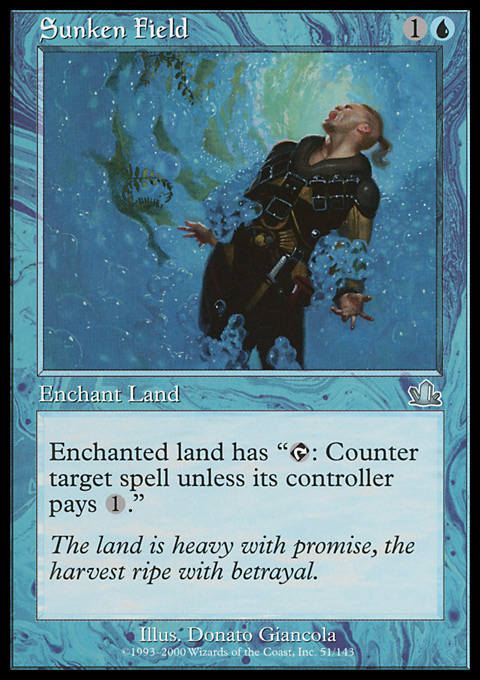 Sunken Field 1
Enchant Land
Enchanted land has “: Counter
target spell unless its controller
pays 1.”
The land is heavy with promise, the
harvest ripe with betrayal.
Illus. Donato Giancola
©1993–2000 Wizards of the Coast, Inc. 51/143